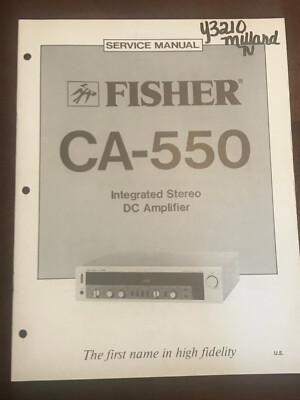 SERVICE MANUAL
y3210
Millard
N
FISHER
CA-550
Integrated Stereo
DC Amplifier
The first name in high fidelity
U.S.